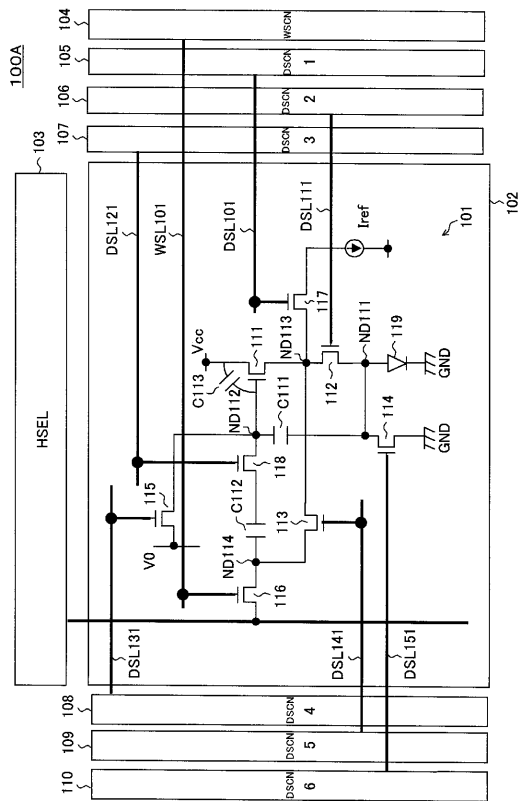 100A
104
WSCN
105
DSCN
1
106
DSCN
2
107
DSCN
3
103
HSEL
102
101
DSL121
WSL101
DSL101
DSL111
Iref
117
Vcc
C113
111
ND113
ND111
119
112
GND
ND112
C111
114
GND
118
115
C112
113
V0
ND114
116
DSL131
DSL141
DSL151
108
DSCN
4
109
DSCN
5
110
DSCN
6